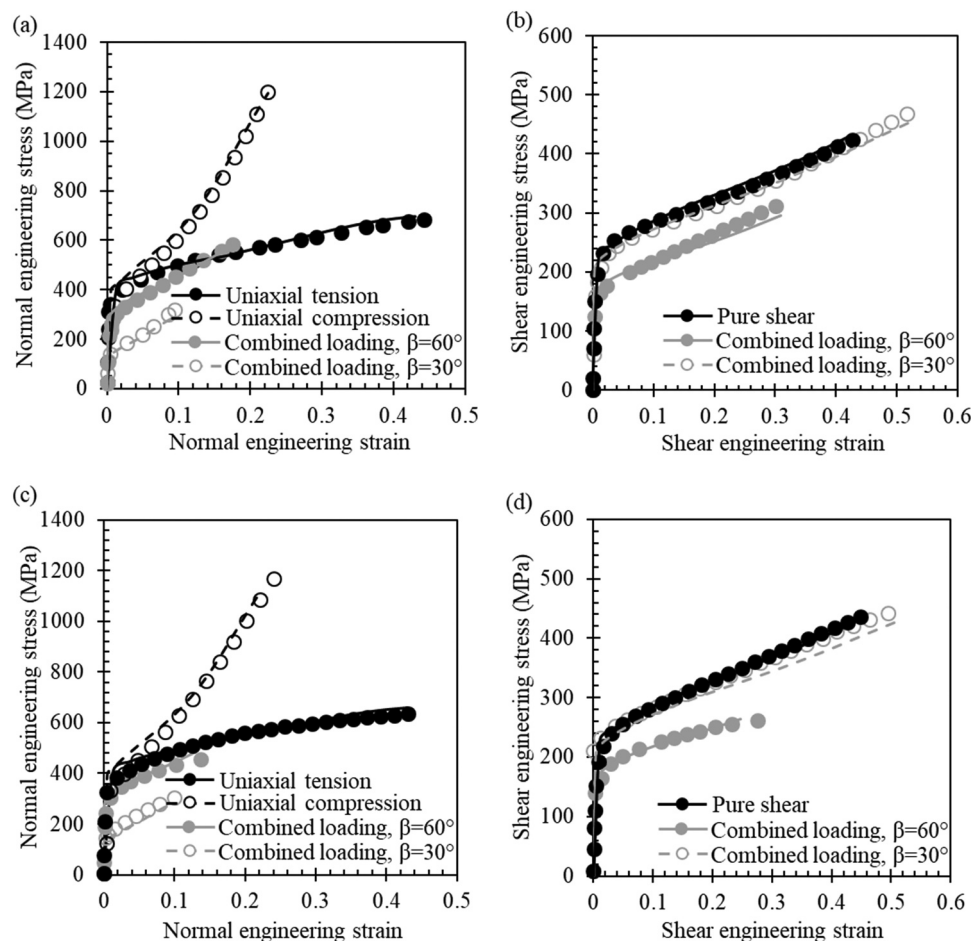 (a)
1400
1200
1000
800
600
400
200
0
Normal engineering stress (MPa)
Uniaxial tension
Uniaxial compression
Combined loading, β=60°
Combined loading, β=30°
0 0.1 0.2 0.3 0.4 0.5
Normal engineering strain
(b)
600
500
400
300
200
100
0
Shear engineering stress (MPa)
Pure shear
Combined loading, β=60°
Combined loading, β=30°
0 0.1 0.2 0.3 0.4 0.5 0.6
Shear engineering strain
(c)
1400
1200
1000
800
600
400
200
0
Normal engineering stress (MPa)
Uniaxial tension
Uniaxial compression
Combined loading, β=60°
Combined loading, β=30°
0 0.1 0.2 0.3 0.4 0.5
Normal engineering strain
(d)
600
500
400
300
200
100
0
Shear engineering stress (MPa)
Pure shear
Combined loading, β=60°
Combined loading, β=30°
0 0.1 0.2 0.3 0.4 0.5 0.6
Shear engineering strain